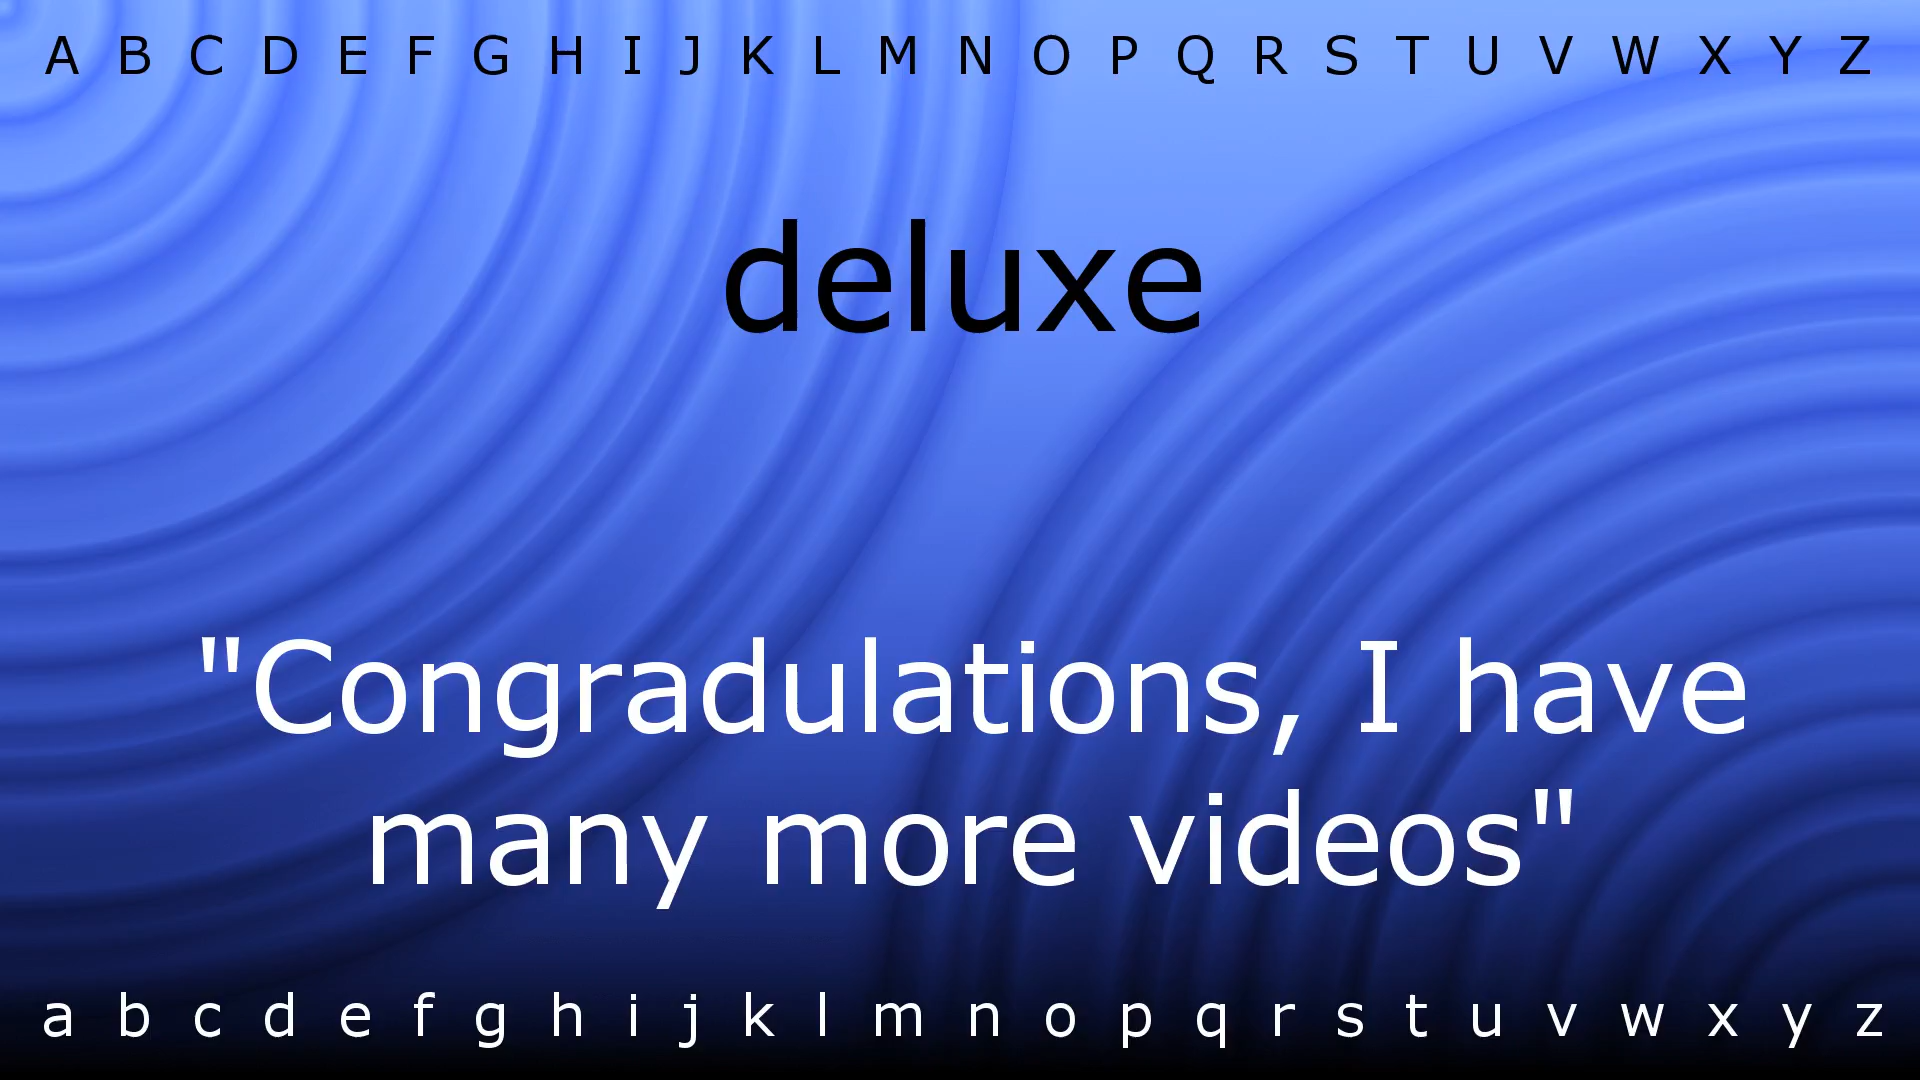 A B C D E F G H I J K L M N O P Q R S T U V W X Y Z
deluxe
"Congradulations, I have
many more videos"
a b c d e f g h i j k l m n o p q r s t u v w x y z